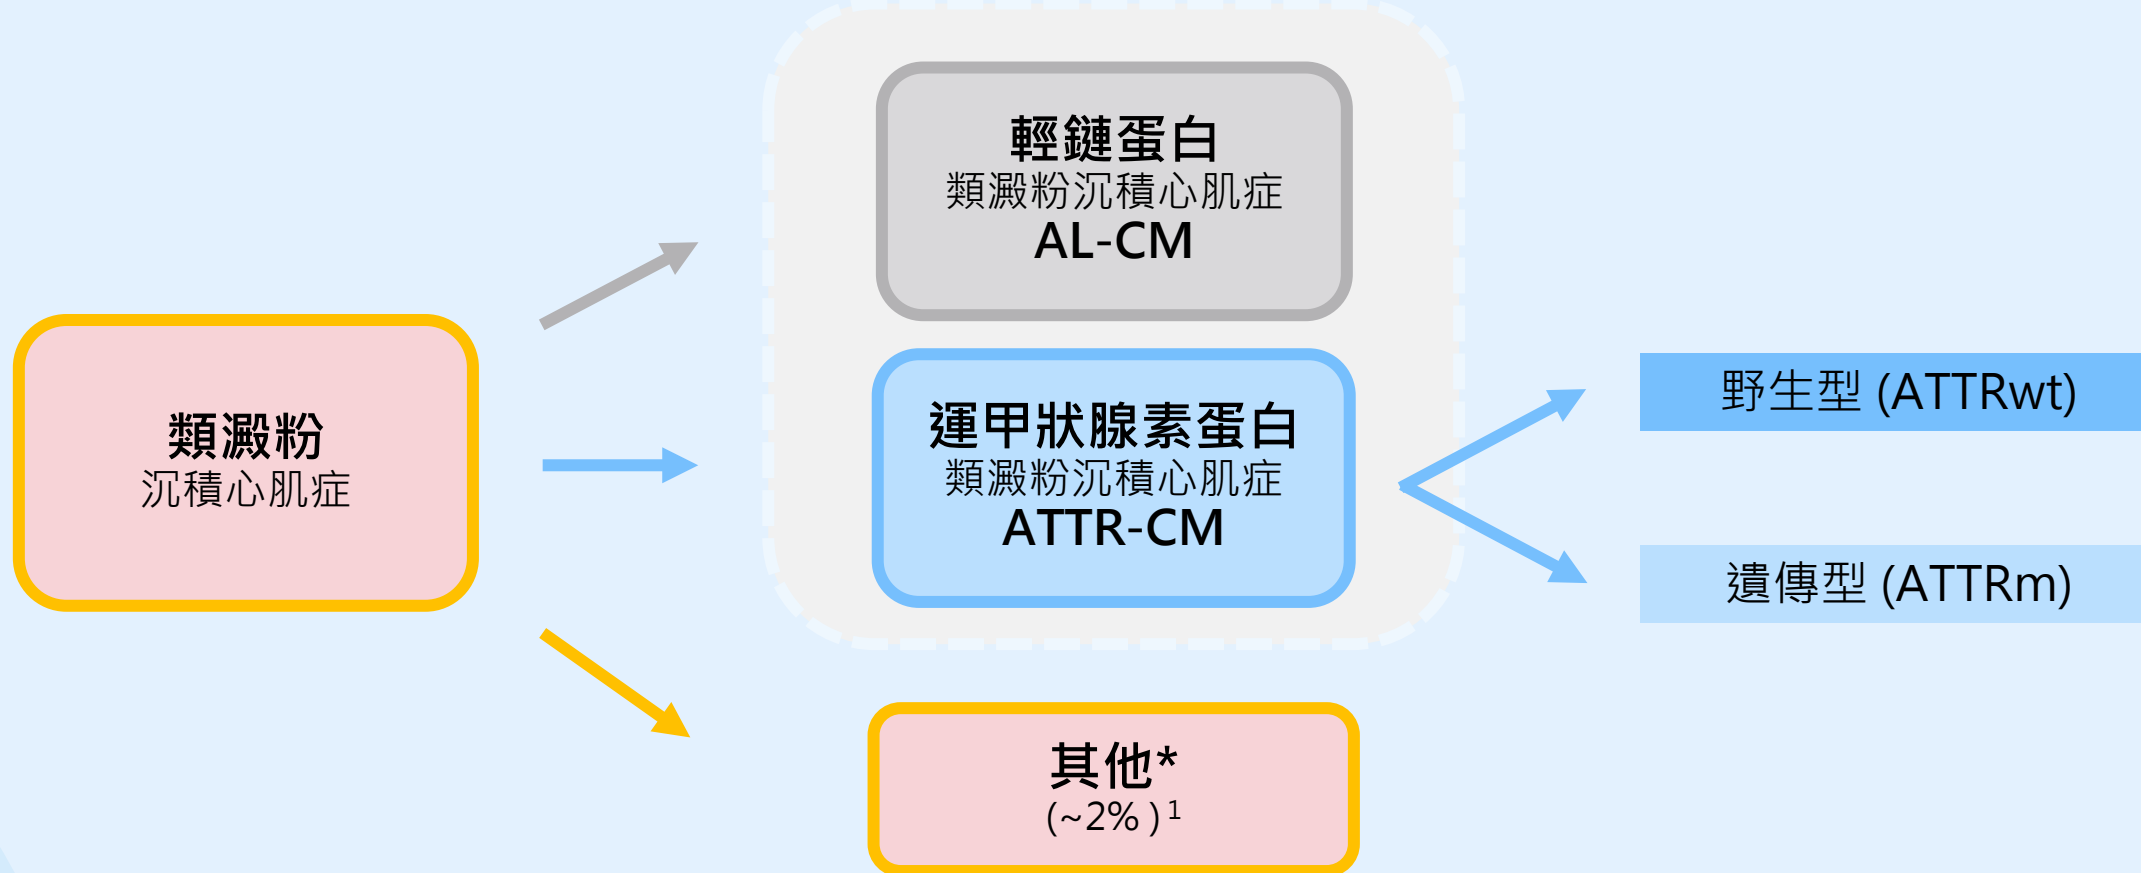 類澱粉
沉積心肌症
輕鏈蛋白
類澱粉沉積心肌症
AL-CM
運甲狀腺素蛋白
類澱粉沉積心肌症
ATTR-CM
其他*
(~2%)¹
野生型 (ATTRwt)
遺傳型 (ATTRm)